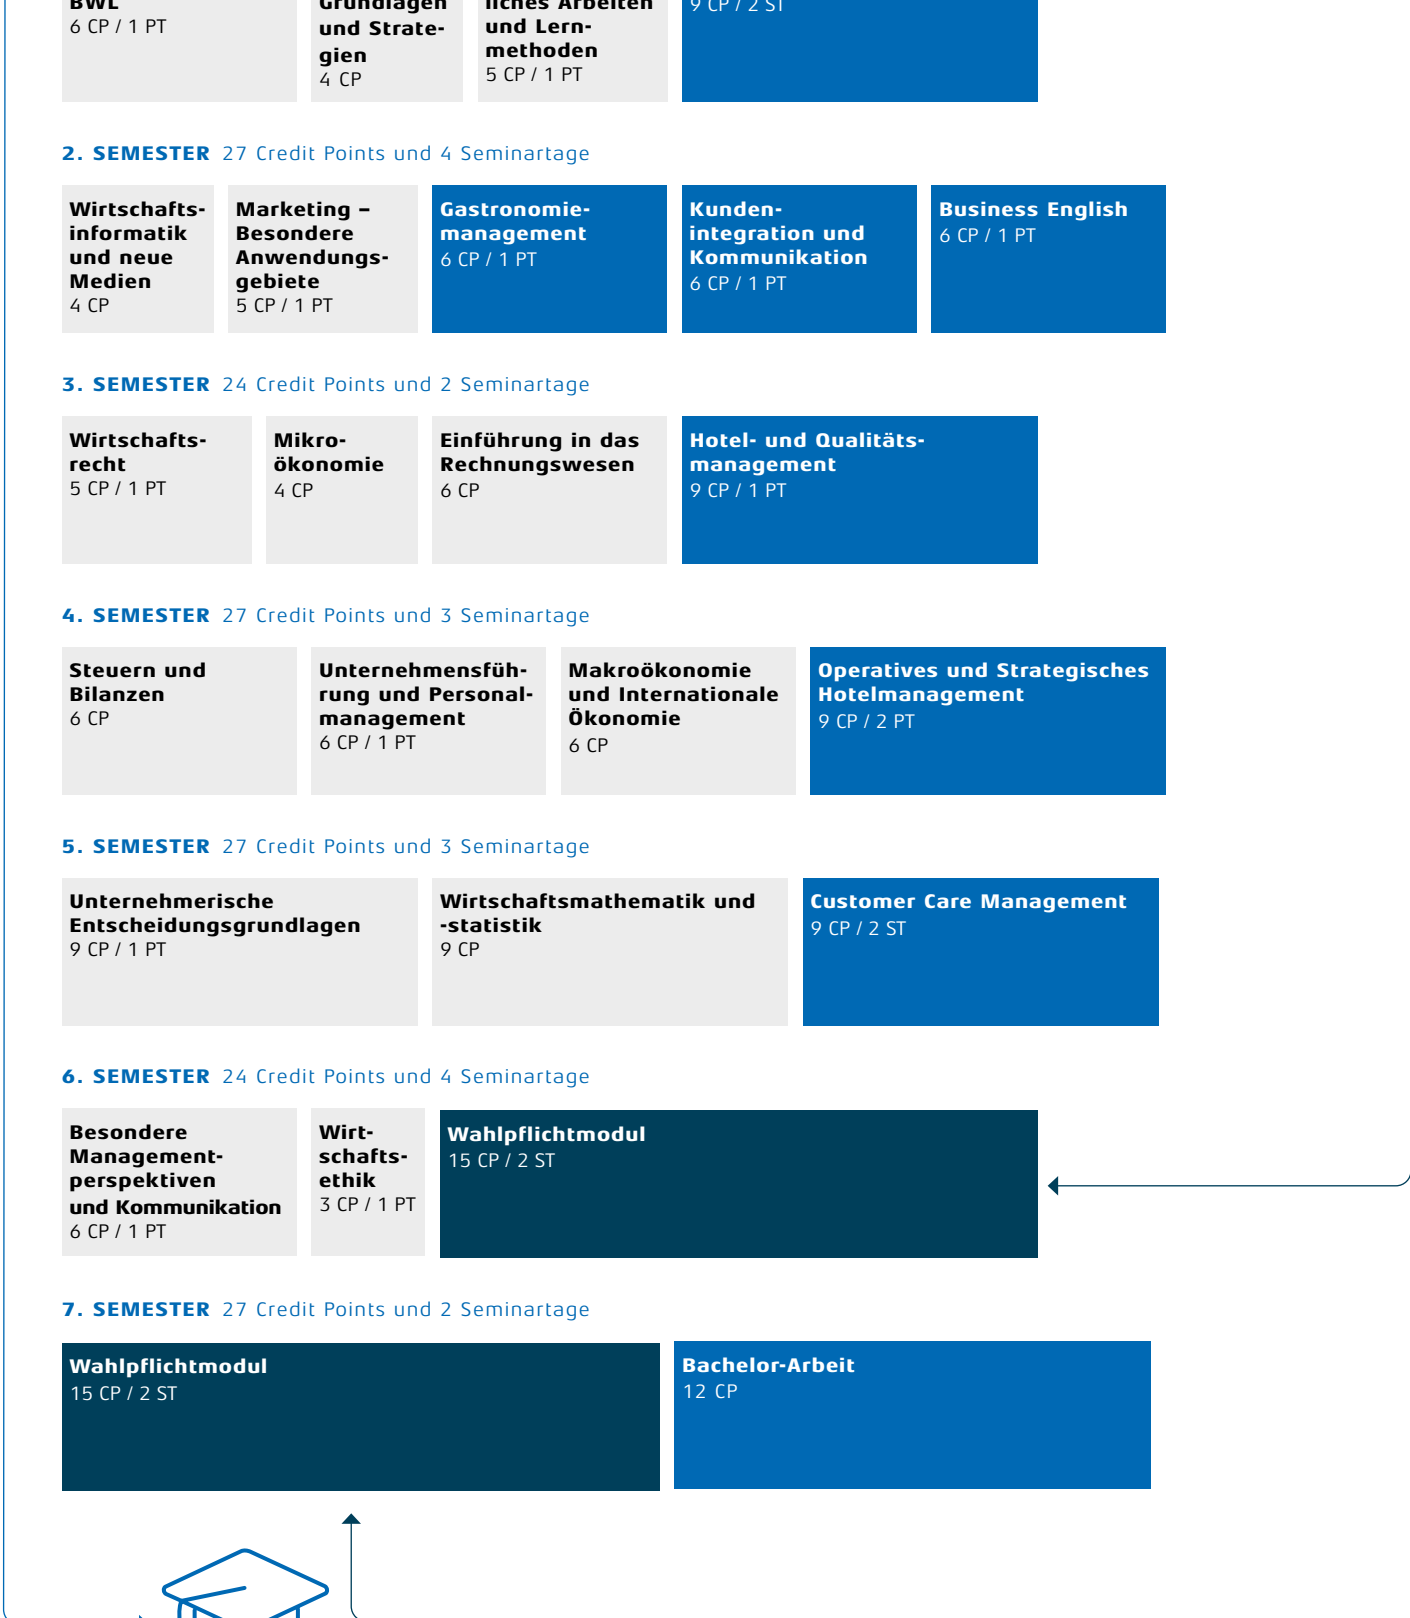 BWL
6 CP / 1 PT
Grundlagen
und Strate-
gien
4 CP
liches Arbeiten
und Lern-
methoden
5 CP / 1 PT
9 CP / 2 ST
2. SEMESTER 27 Credit Points und 4 Seminartage
Wirtschafts-
informatik
und neue
Medien
4 CP
Marketing –
Besondere
Anwendungs-
gebiete
5 CP / 1 PT
Gastronomie-
management
6 CP / 1 PT
Kunden-
integration und
Kommunikation
6 CP / 1 PT
Business English
6 CP / 1 PT
3. SEMESTER 24 Credit Points und 2 Seminartage
Wirtschafts-
recht
5 CP / 1 PT
Mikro-
ökonomie
4 CP
Einführung in das
Rechnungswesen
6 CP
Hotel- und Qualitäts-
management
9 CP / 1 PT
4. SEMESTER 27 Credit Points und 3 Seminartage
Steuern und
Bilanzen
6 CP
Unternehmensfüh-
rung und Personal-
management
6 CP / 1 PT
Makroökonomie
und Internationale
Ökonomie
6 CP
Operatives und Strategisches
Hotelmanagement
9 CP / 2 PT
5. SEMESTER 27 Credit Points und 3 Seminartage
Unternehmerische
Entscheidungsgrundlagen
9 CP / 1 PT
Wirtschaftsmathematik und
-statistik
9 CP
Customer Care Management
9 CP / 2 ST
6. SEMESTER 24 Credit Points und 4 Seminartage
Besondere
Management-
perspektiven
und Kommunikation
6 CP / 1 PT
Wirt-
schafts-
ethik
3 CP / 1 PT
Wahlpflichtmodul
15 CP / 2 ST
7. SEMESTER 27 Credit Points und 2 Seminartage
Wahlpflichtmodul
15 CP / 2 ST
Bachelor-Arbeit
12 CP